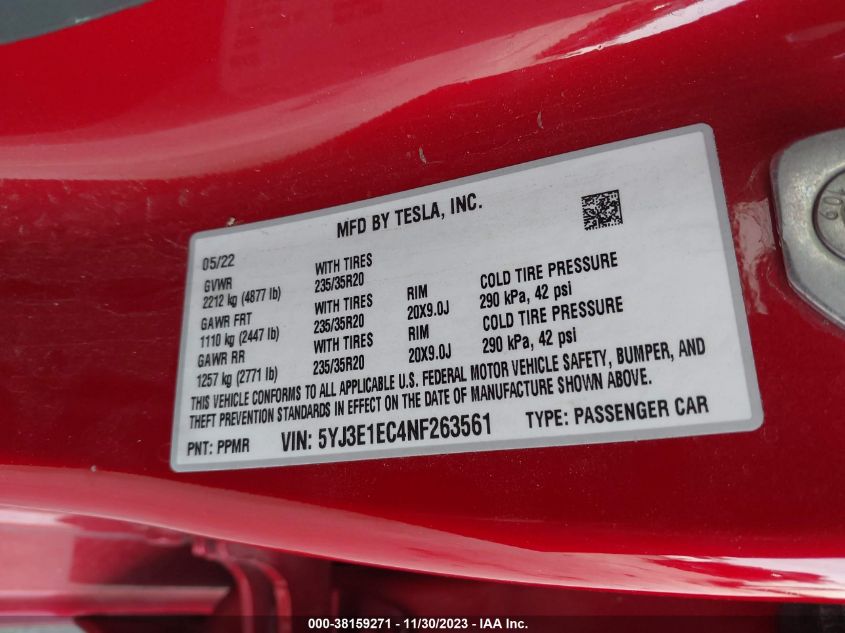 MFD BY TESLA, INC.
05/22
GVWR WITH TIRES
2212 kg (4877 lb) 235/35R20 COLD TIRE PRESSURE
GAWR FRT WITH TIRES RIM 290 kPa, 42 psi
1110 kg (2447 lb) 235/35R20 20X9.0J COLD TIRE PRESSURE
GAWR RR WITH TIRES RIM 290 kPa, 42 psi
1257 kg (2771 lb) 235/35R20 20X9.0J
THIS VEHICLE CONFORMS TO ALL APPLICABLE U.S. FEDERAL MOTOR VEHICLE SAFETY, BUMPER, AND
THEFT PREVENTION STANDARDS IN EFFECT ON THE DATE OF MANUFACTURE SHOWN ABOVE.
PNT: PPMR VIN: 5YJ3E1EC4NF263561 TYPE: PASSENGER CAR
000-38159271 - 11/30/2023 - IAA Inc.